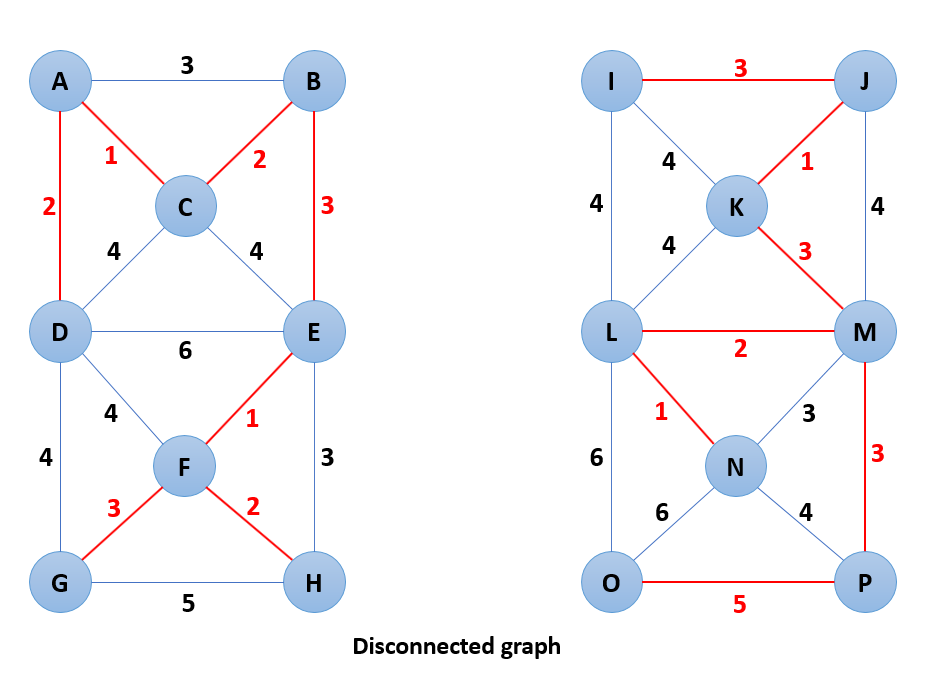 3 3
A B I J
1 2 4 1
2 C 3 4 K 4
4 4 4 3
D E L M
6 2
4 1 1 3
4 F 3 6 N 3
3 2 6 4
G H O P
5 5
Disconnected graph